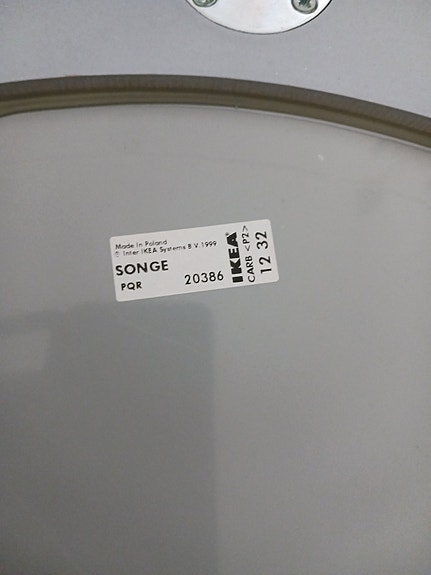 Made in Poland
© Inter IKEA Systems B.V. 1999
SONGE
PQR
20386
IKEA®
CARB <P2>
12 32